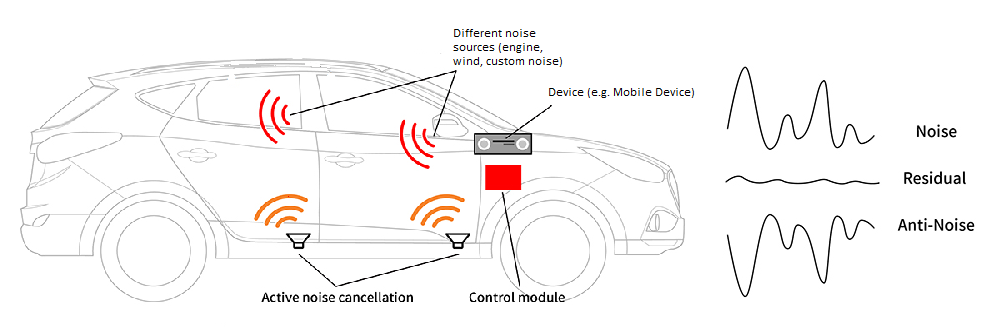 Different noise
sources (engine,
wind, custom noise)
Device (e.g. Mobile Device)
Noise
Residual
Anti-Noise
Active noise cancellation
Control module